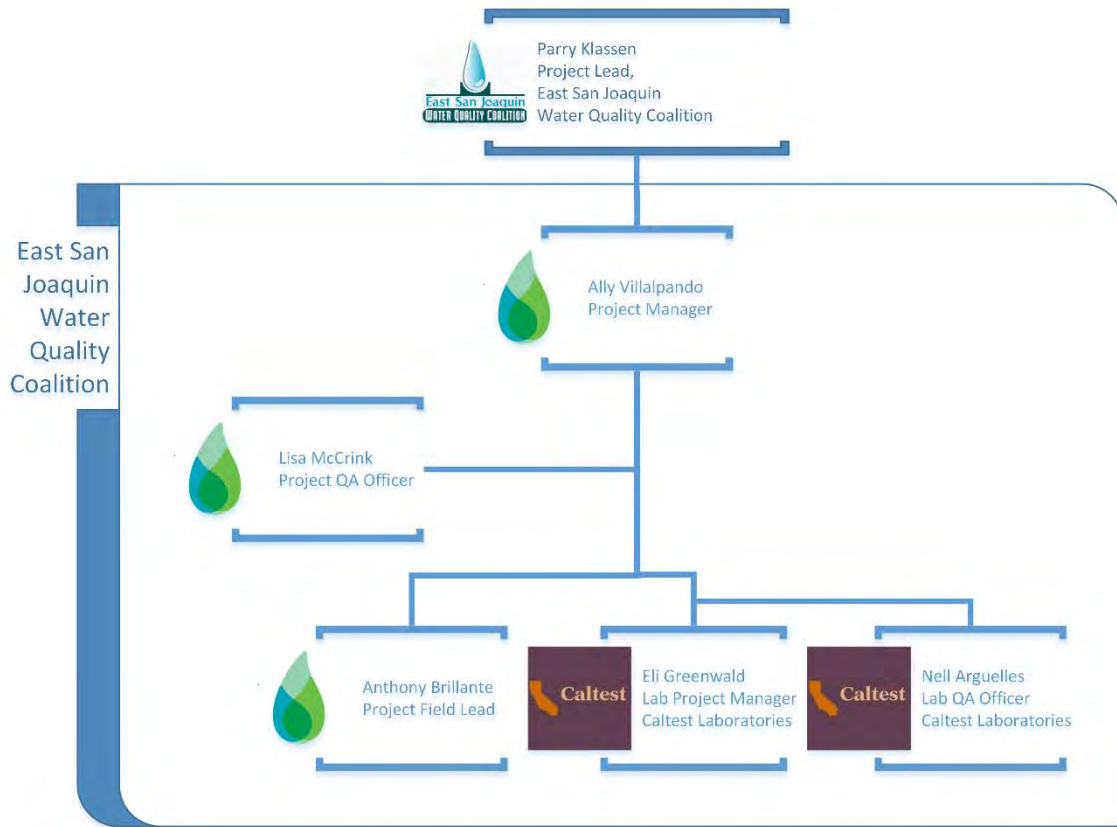 East San Joaquin
WATER QUALITY COALITION
Parry Klassen
Project Lead,
East San Joaquin
Water Quality Coalition
East San
Joaquin
Water
Quality
Coalition
Ally Villalpando
Project Manager
Lisa McCrink
Project QA Officer
Anthony Brillante
Project Field Lead
Caltest
Eli Greenwald
Lab Project Manager
Caltest Laboratories
Caltest
Nell Arguelles
Lab QA Officer
Caltest Laboratories